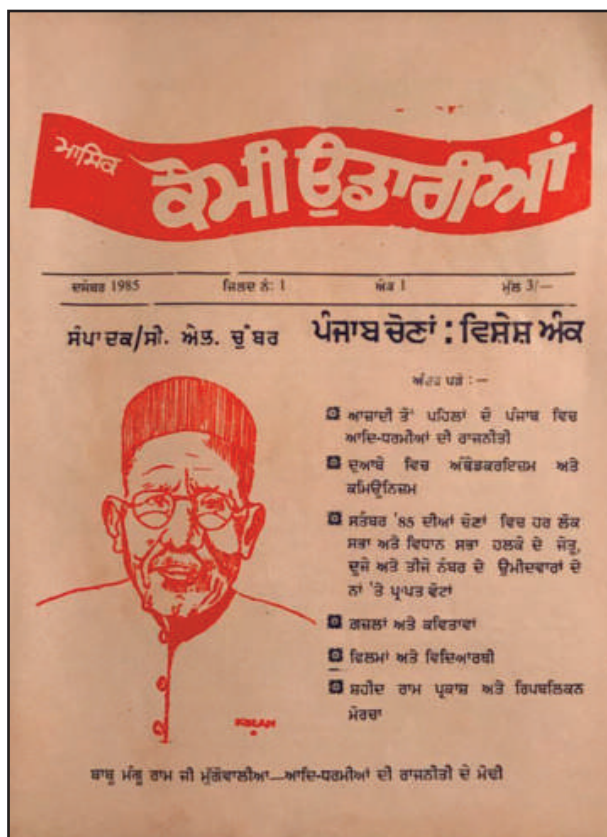 ਮਾਸਿਕ
ਕੌਮੀ ਉਡਾਰੀਆਂ
ਦਸੰਬਰ 1985 ਜਿਲਦ ਨੰ: 1 ਅੰਕ 1 ਮੁੱਲ 3/—
ਸੰਪਾਦਕ/ਸੀ. ਐਲ. ਚੁੰਬਰ ਪੰਜਾਬ ਚੋਣਾਂ : ਵਿਸ਼ੇਸ਼ ਅੰਕ
ਅੰਦਰ ਪੜੋ :—
ਆਜ਼ਾਦੀ ਤੋਂ ਪਹਿਲਾਂ ਦੇ ਪੰਜਾਬ ਵਿਚ
ਆਦਿ-ਧਰਮੀਆਂ ਦੀ ਰਾਜਨੀਤੀ
ਦੁਆਬੇ ਵਿਚ ਅੰਬੇਡਕਰਇਜ਼ਮ ਅਤੇ
ਕਮਿਊਨਿਜ਼ਮ
ਸਤੰਬਰ '85 ਦੀਆਂ ਚੋਣਾਂ ਵਿਚ ਹਰ ਲੋਕ
ਸਭਾ ਅਤੇ ਵਿਧਾਨ ਸਭਾ ਹਲਕੇ ਦੇ ਜੇਤੂ,
ਦੂਜੇ ਅਤੇ ਤੀਜੇ ਨੰਬਰ ਦੇ ਉਮੀਦਵਾਰਾਂ ਦੇ
ਨਾਂ 'ਤੇ ਪ੍ਰਾਪਤ ਵੋਟਾਂ
ਗਜ਼ਲਾਂ ਅਤੇ ਕਵਿਤਾਵਾਂ
ਫਿਲਮਾਂ ਅਤੇ ਵਿਦਿਆਰਥੀ
ਸ਼ਹੀਦ ਰਾਮ ਪ੍ਰਕਾਸ਼ ਅਤੇ ਰਿਪਬਲਿਕਨ
ਮੋਰਚਾ
ਬਾਬੂ ਮੰਗੂ ਰਾਮ ਜੀ ਮੁੱਗੋਵਾਲੀਆ—ਆਦਿ-ਧਰਮੀਆਂ ਦੀ ਰਾਜਨੀਤੀ ਦੇ ਮੋਢੀ